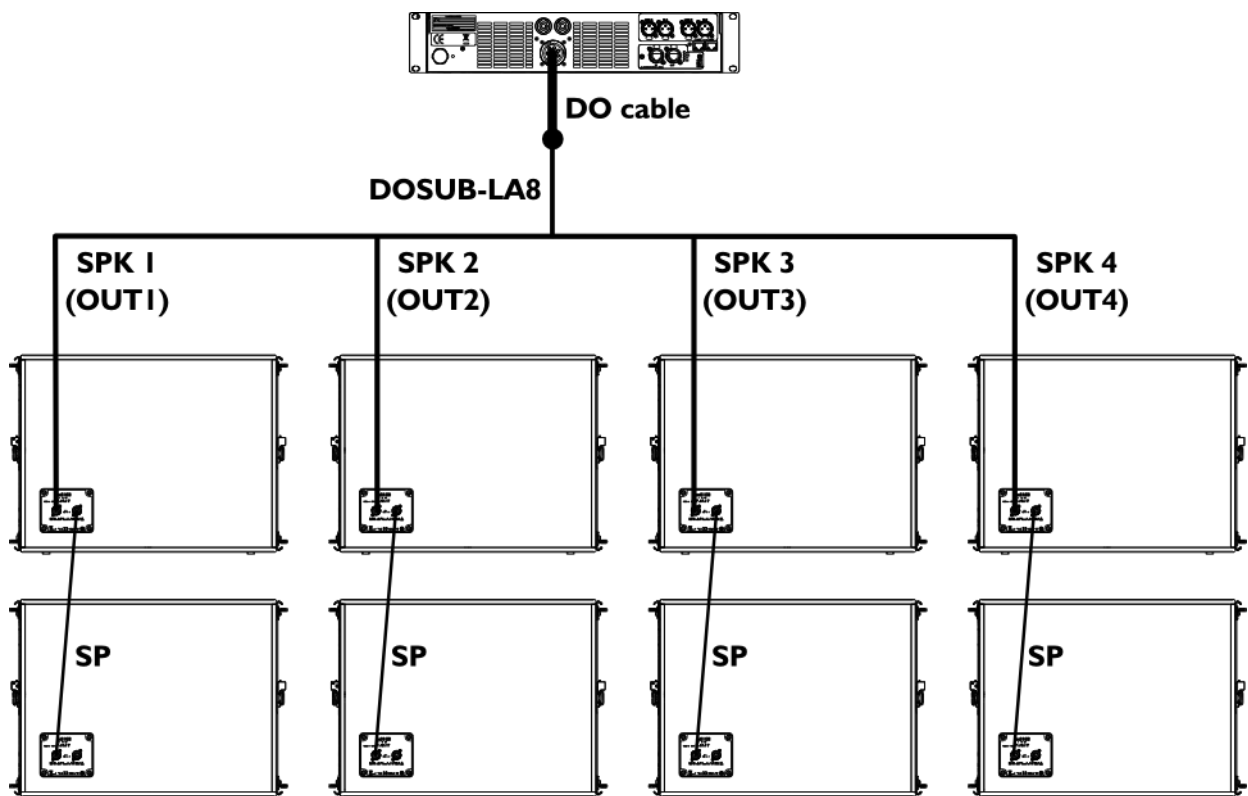 DO cable
DOSUB-LA8
SPK 1
(OUT1)
SPK 2
(OUT2)
SPK 3
(OUT3)
SPK 4
(OUT4)
SP
SP
SP
SP